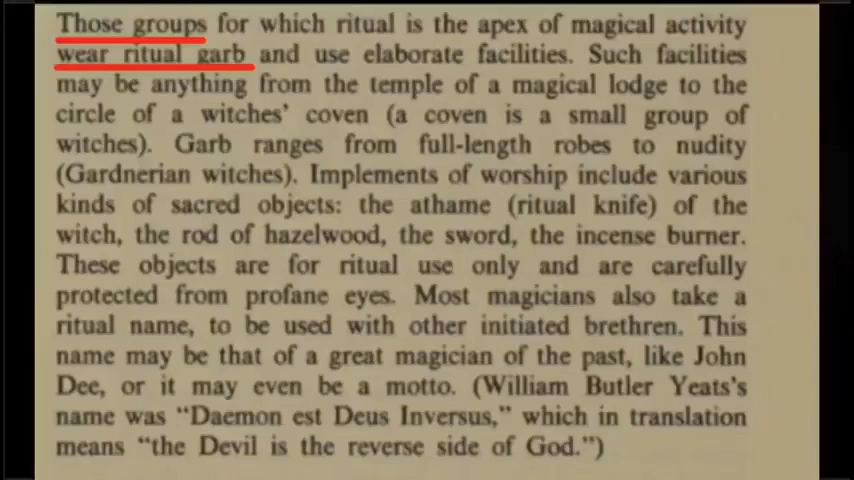 Those groups for which ritual is the apex of magical activity
wear ritual garb and use elaborate facilities. Such facilities
may be anything from the temple of a magical lodge to the
circle of a witches' coven (a coven is a small group of
witches). Garb ranges from full-length robes to nudity
(Gardnerian witches). Implements of worship include various
kinds of sacred objects: the athame (ritual knife) of the
witch, the rod of hazelwood, the sword, the incense burner.
These objects are for ritual use only and are carefully
protected from profane eyes. Most magicians also take a
ritual name, to be used with other initiated brethren. This
name may be that of a great magician of the past, like John
Dee, or it may even be a motto. (William Butler Yeats's
name was "Daemon est Deus Inversus," which in translation
means "the Devil is the reverse side of God.")